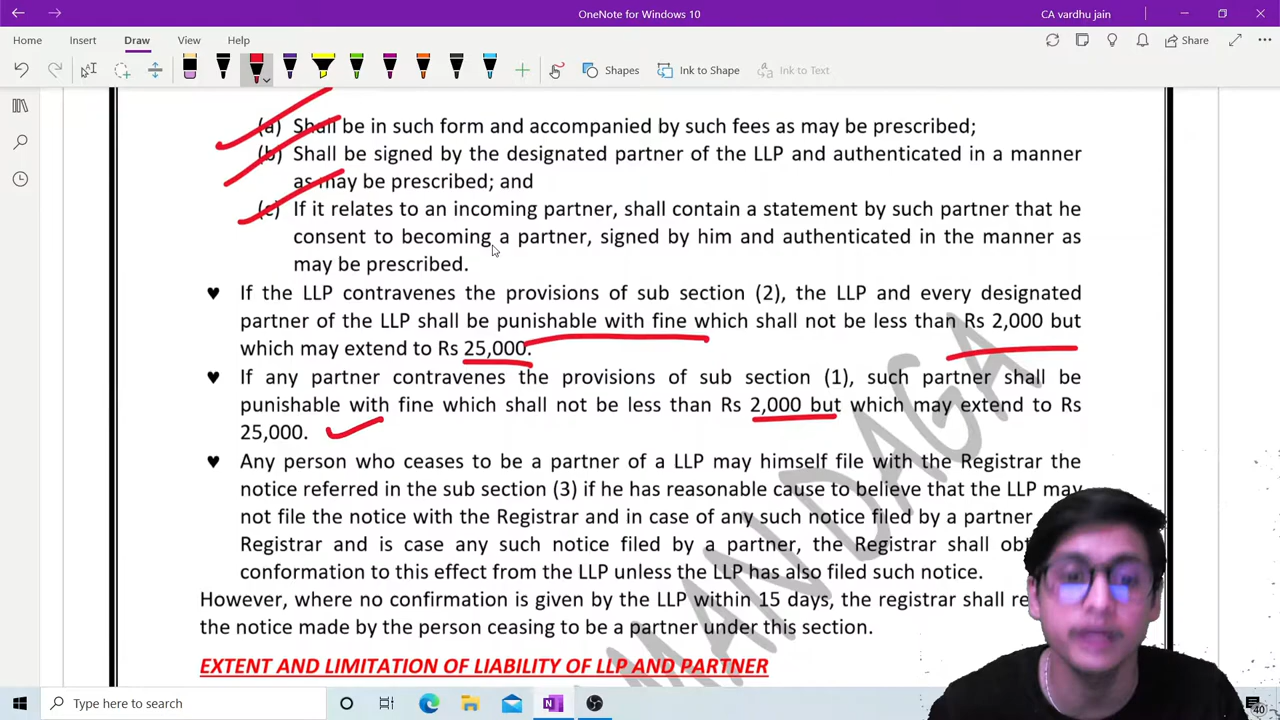 OneNote for Windows 10
CA vardhu jain
Home Insert Draw View Help
Share
Shapes Ink to Shape Ink to Text
(a) Shall be in such form and accompanied by such fees as may be prescribed;
(b) Shall be signed by the designated partner of the LLP and authenticated in a manner
as may be prescribed; and
(c) If it relates to an incoming partner, shall contain a statement by such partner that he
consent to becoming a partner, signed by him and authenticated in the manner as
may be prescribed.
♥ If the LLP contravenes the provisions of sub section (2), the LLP and every designated
partner of the LLP shall be punishable with fine which shall not be less than Rs 2,000 but
which may extend to Rs 25,000.
♥ If any partner contravenes the provisions of sub section (1), such partner shall be
punishable with fine which shall not be less than Rs 2,000 but which may extend to Rs
25,000.
♥ Any person who ceases to be a partner of a LLP may himself file with the Registrar the
notice referred in the sub section (3) if he has reasonable cause to believe that the LLP may
not file the notice with the Registrar and in case of any such notice filed by a partner
Registrar and is case any such notice filed by a partner, the Registrar shall
conformation to this effect from the LLP unless the LLP has also filed such notice.
However, where no confirmation is given by the LLP within 15 days, the registrar shall
the notice made by the person ceasing to be a partner under this section.
EXTENT AND LIMITATION OF LIABILITY OF LLP AND PARTNER
MAN DAGA
Type here to search
40